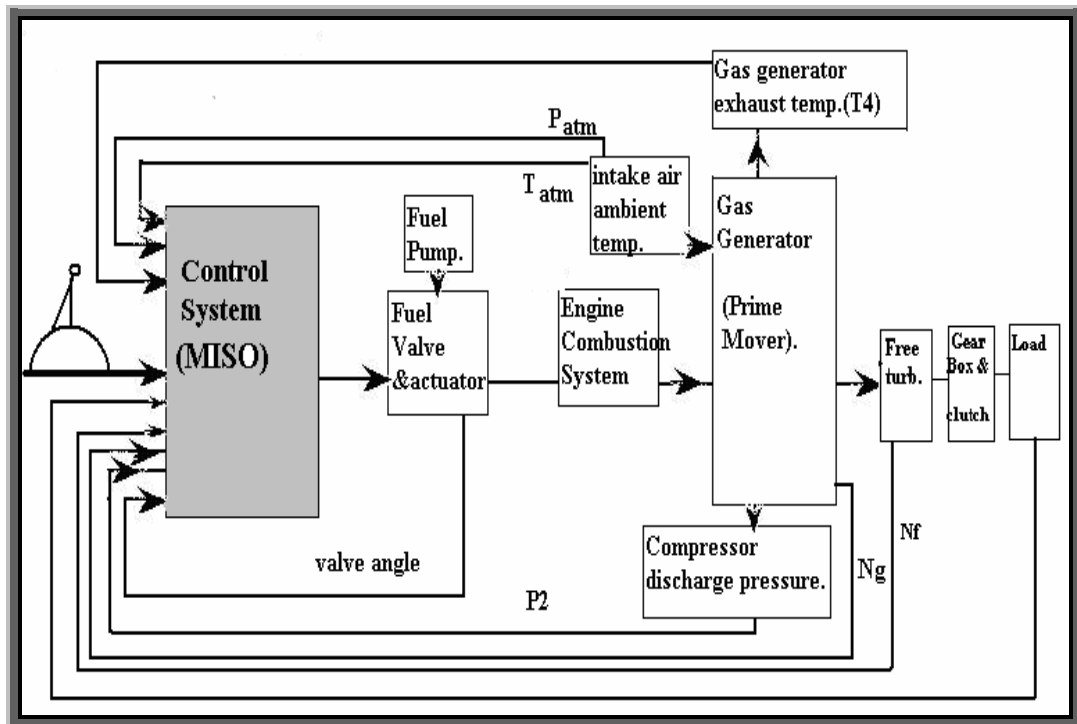 Gas generator
exhaust temp.(T4)
Patm
Tatm
intake air
ambient
temp.
Fuel
Pump.
Gas
Generator
(Prime
Mover).
Control
System
(MISO)
Fuel
Valve
&actuator
Engine
Combustion
System
Free
turb.
Gear
Box &
clutch
Load
valve angle
P2
Compressor
discharge pressure.
Ng
Nf